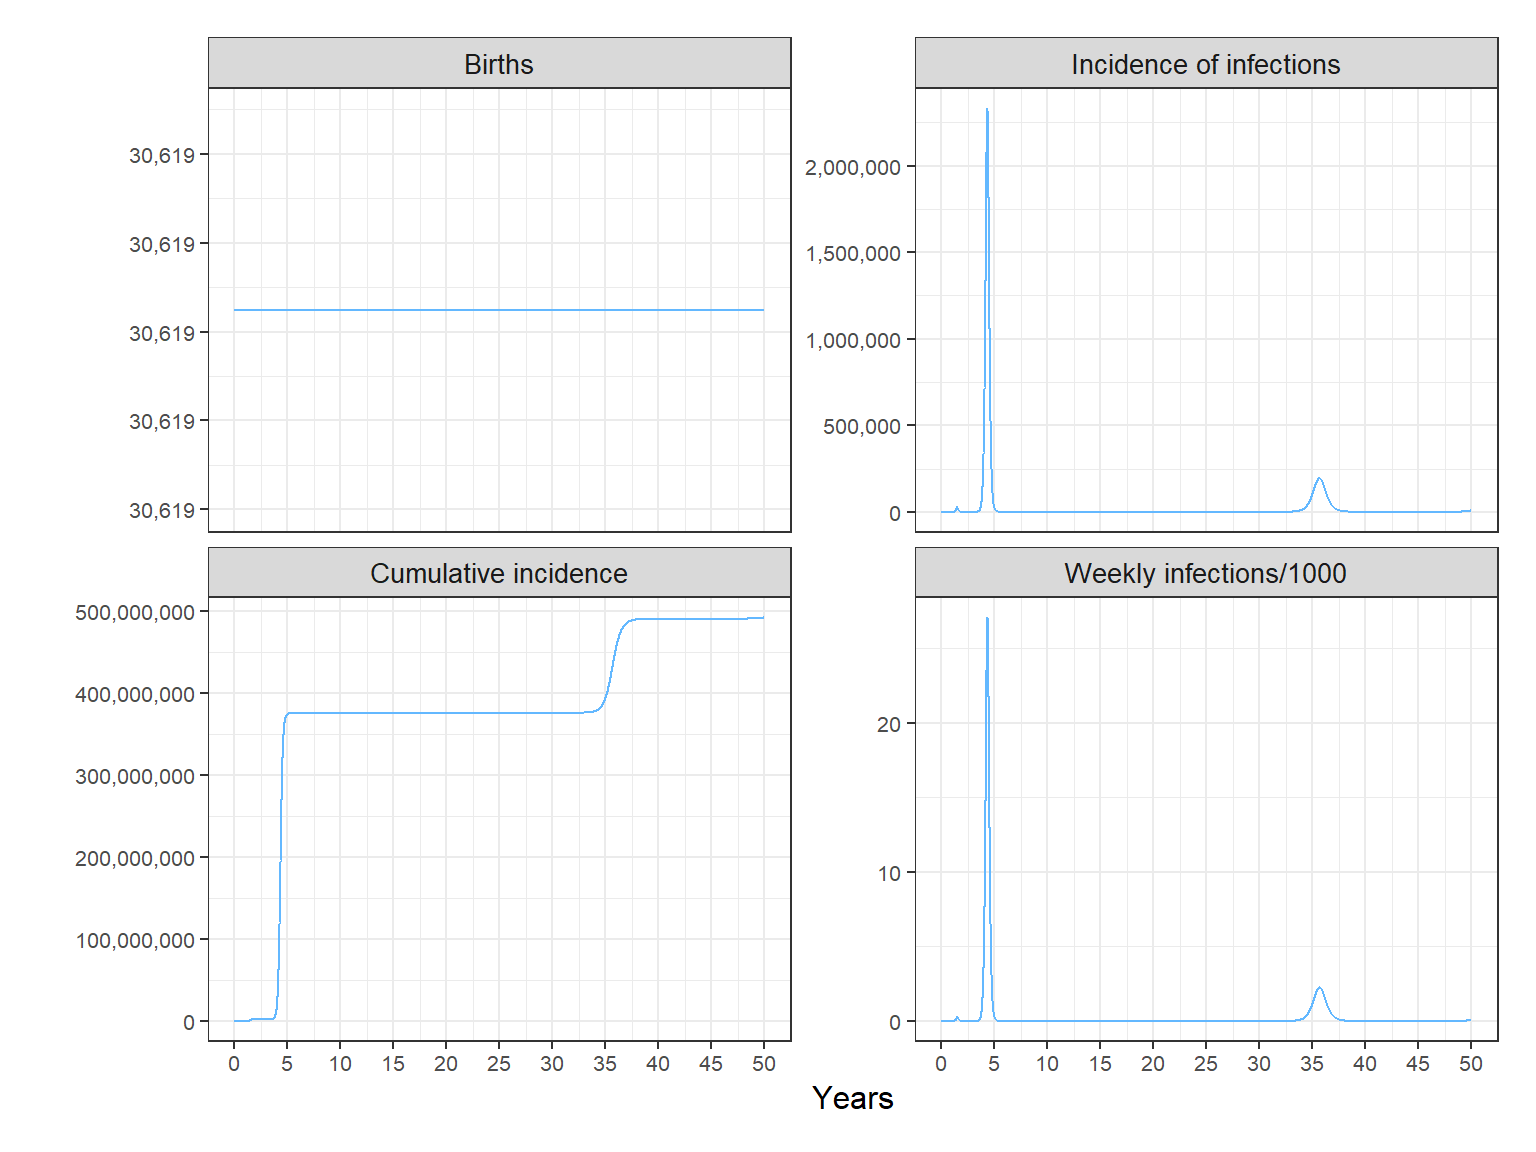 Births
30,619
30,619
30,619
30,619
30,619
Incidence of infections
2,000,000
1,500,000
1,000,000
500,000
0
Cumulative incidence
500,000,000
400,000,000
300,000,000
200,000,000
100,000,000
0
0 5 10 15 20 25 30 35 40 45 50
Weekly infections/1000
20
10
0
0 5 10 15 20 25 30 35 40 45 50
Years